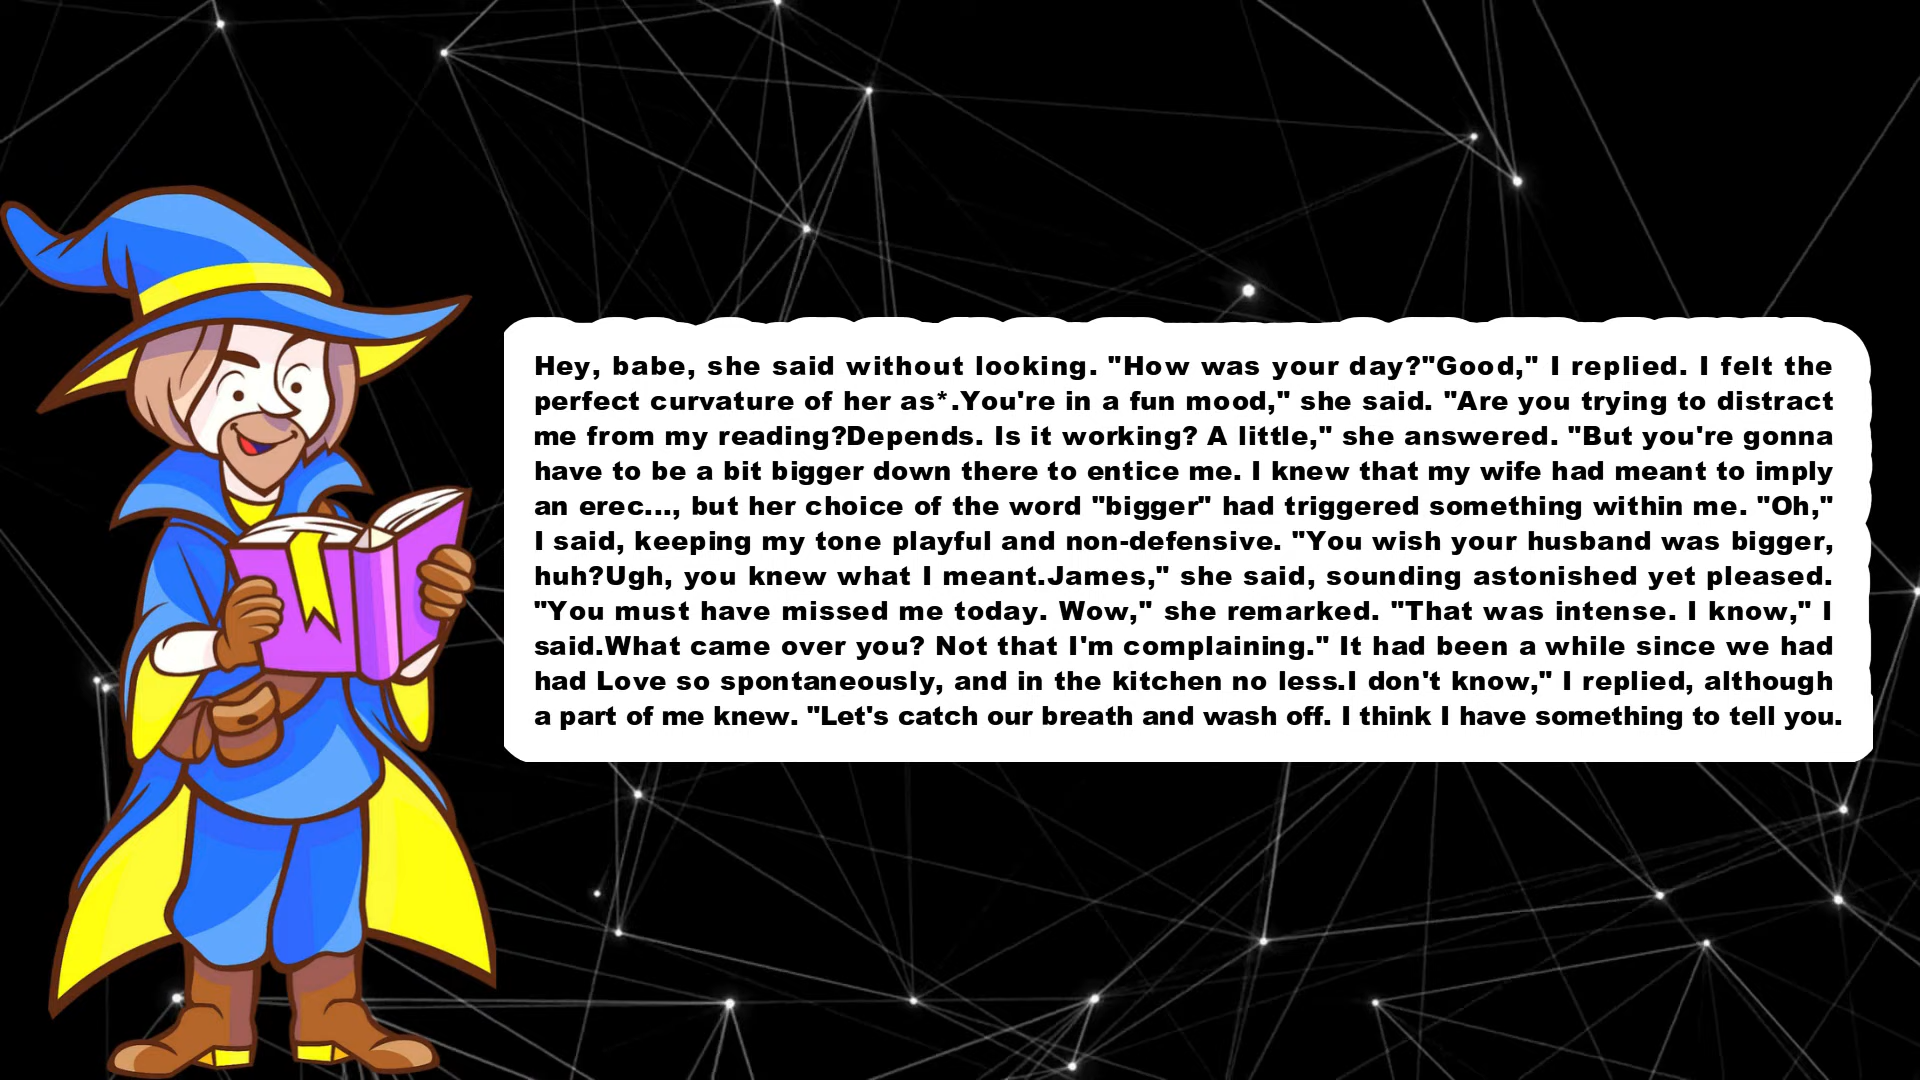 Hey, babe, she said without looking. "How was your day?"Good," I replied. I felt the
perfect curvature of her as*.You're in a fun mood," she said. "Are you trying to distract
me from my reading?Depends. Is it working? A little," she answered. "But you're gonna
have to be a bit bigger down there to entice me. I knew that my wife had meant to imply
an erec..., but her choice of the word "bigger" had triggered something within me. "Oh,"
I said, keeping my tone playful and non-defensive. "You wish your husband was bigger,
huh?Ugh, you knew what I meant.James," she said, sounding astonished yet pleased.
"You must have missed me today. Wow," she remarked. "That was intense. I know," I
said.What came over you? Not that I'm complaining." It had been a while since we had
had Love so spontaneously, and in the kitchen no less.I don't know," I replied, although
a part of me knew. "Let's catch our breath and wash off. I think I have something to tell you.